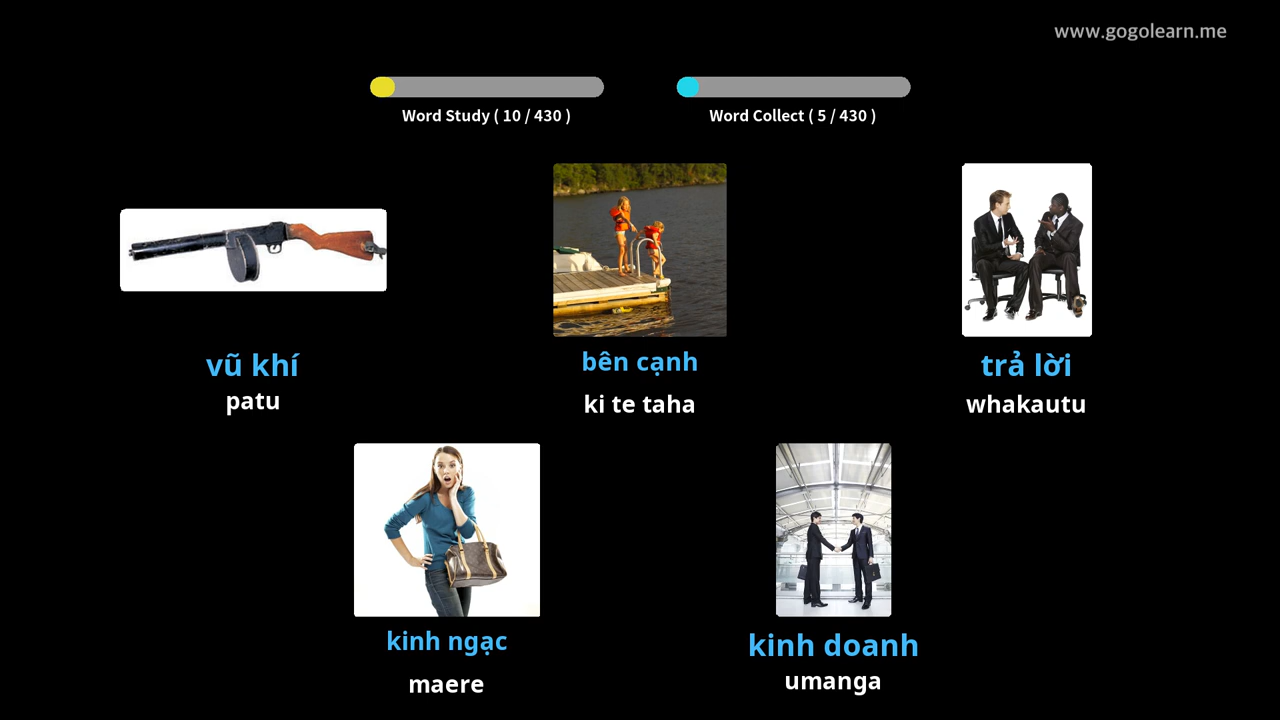 www.gogolearn.me
Word Study ( 10 / 430 )
Word Collect ( 5 / 430 )
vũ khí
patu
bên cạnh
ki te taha
trả lời
whakautu
kinh ngạc
maere
kinh doanh
umanga